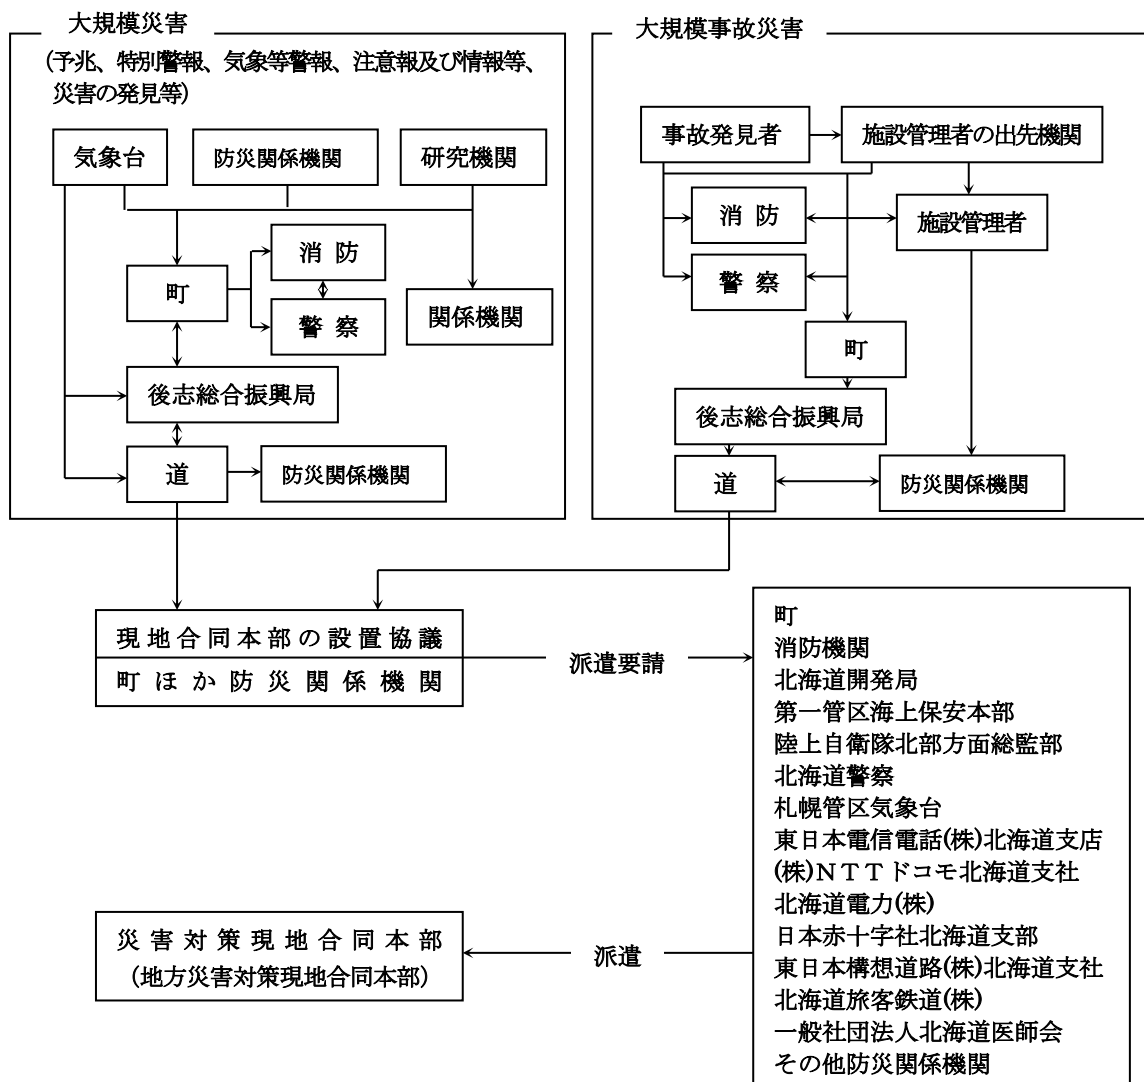 大規模災害
(予兆、特別警報、気象等警報、注意報及び情報等、
災害の発見等)
気象台
防災関係機関
研究機関
消 防
町
警 察
関係機関
後志総合振興局
道
防災関係機関
大規模事故災害
事故発見者
施設管理者の出先機関
消 防
施設管理者
警 察
町
後志総合振興局
道
防災関係機関
現地合同本部の設置協議
町ほか防災関係機関
派遣要請
町
消防機関
北海道開発局
第一管区海上保安本部
陸上自衛隊北部方面総監部
北海道警察
札幌管区気象台
東日本電信電話(株)北海道支店
(株)NTTドコモ北海道支社
北海道電力(株)
日本赤十字社北海道支部
東日本構想道路(株)北海道支社
北海道旅客鉄道(株)
一般社団法人北海道医師会
その他防災関係機関
派遣
災害対策現地合同本部
(地方災害対策現地合同本部)